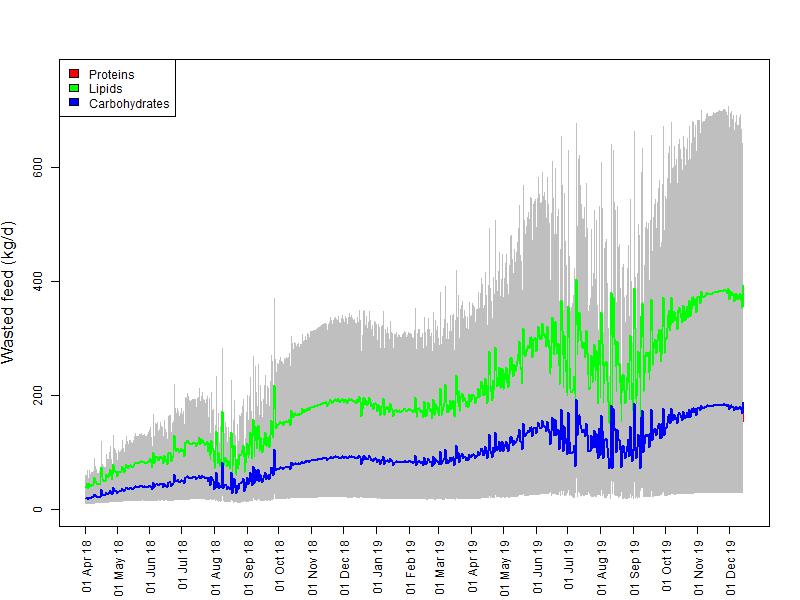 Proteins
Lipids
Carbohydrates
Wasted feed (kg/d)
600
400
200
0
01 Apr 18
01 May 18
01 Jun 18
01 Jul 18
01 Aug 18
01 Sep 18
01 Oct 18
01 Nov 18
01 Dec 18
01 Jan 19
01 Feb 19
01 Mar 19
01 Apr 19
01 May 19
01 Jun 19
01 Jul 19
01 Aug 19
01 Sep 19
01 Oct 19
01 Nov 19
01 Dec 19